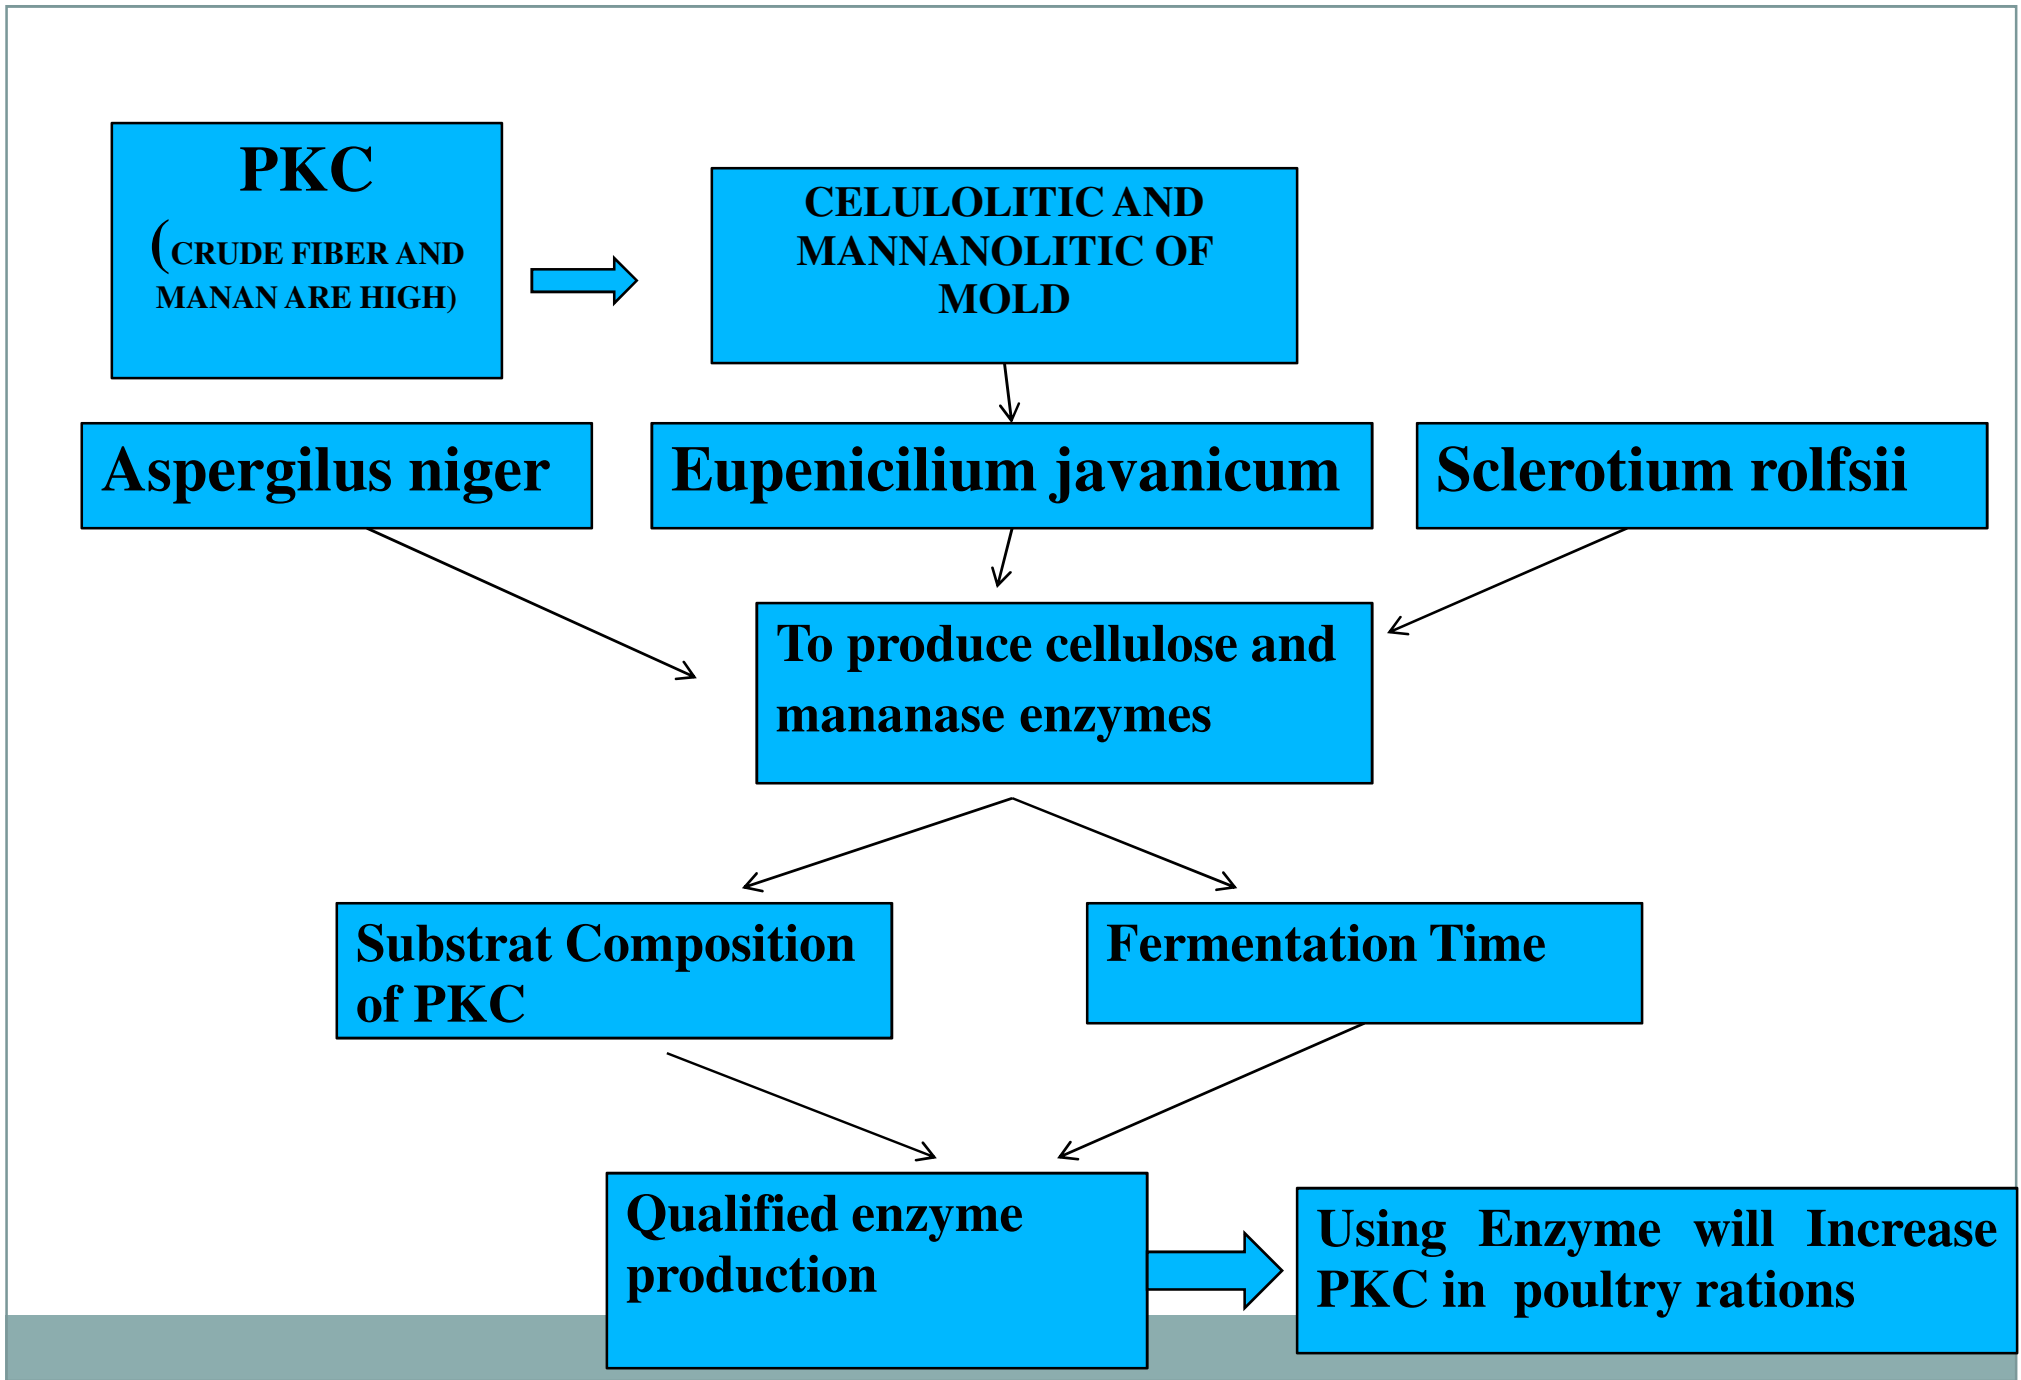 PKC
(CRUDE FIBER AND
MANAN ARE HIGH)
CELULOLITIC AND
MANNANOLITIC OF
MOLD
Aspergilus niger
Eupenicilium javanicum
Sclerotium rolfsii
To produce cellulose and
mananase enzymes
Substrat Composition
of PKC
Fermentation Time
Qualified enzyme
production
Using Enzyme will Increase
PKC in poultry rations